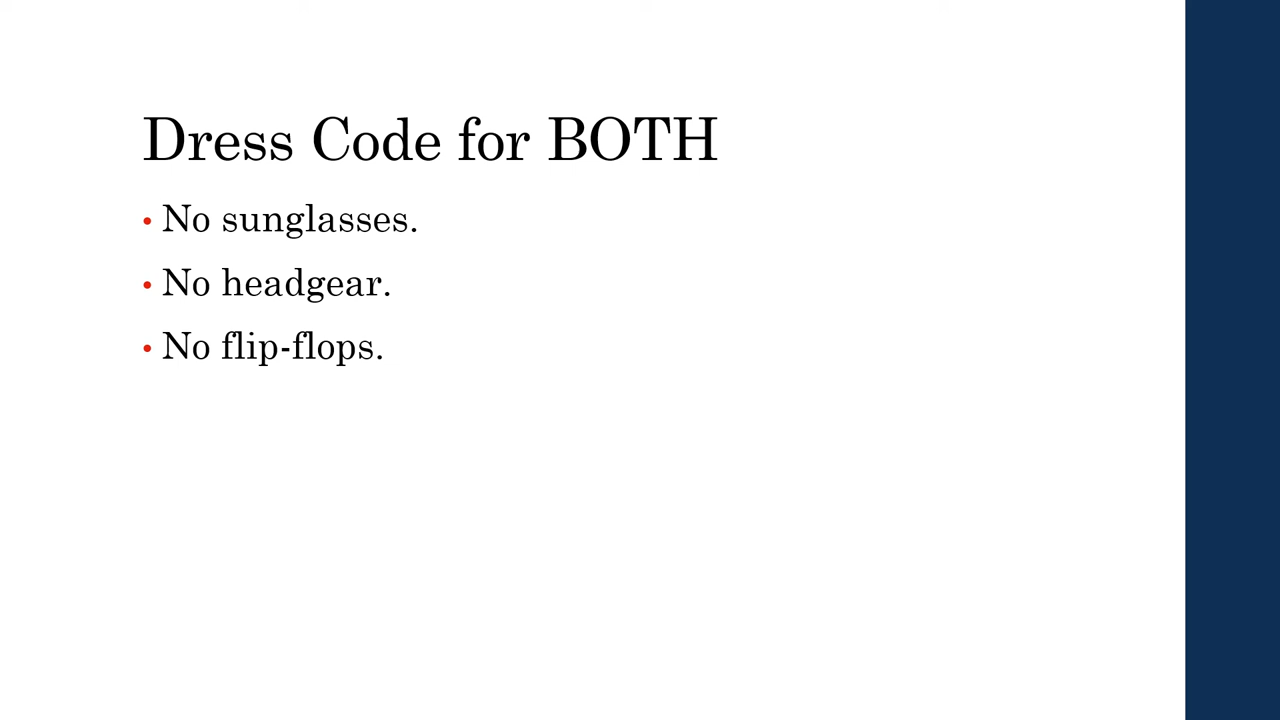 Dress Code for BOTH
• No sunglasses.
• No headgear.
• No flip-flops.